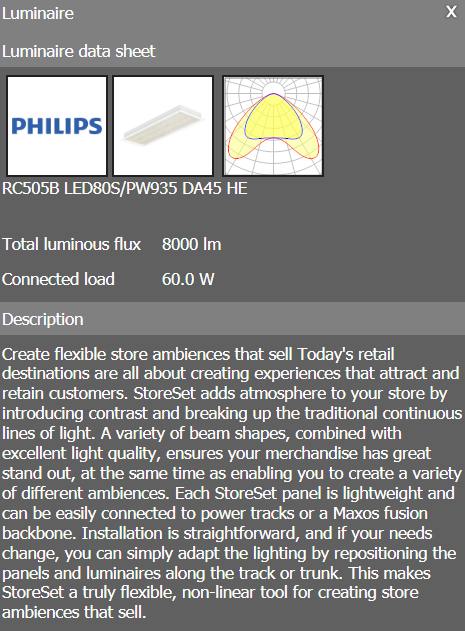 Luminaire X
Luminaire data sheet
PHILIPS
RC505B LED80S/PW935 DA45 HE
Total luminous flux 8000 lm
Connected load 60.0 W
Description
Create flexible store ambiences that sell Today's retail
destinations are all about creating experiences that attract and
retain customers. StoreSet adds atmosphere to your store by
introducing contrast and breaking up the traditional continuous
lines of light. A variety of beam shapes, combined with
excellent light quality, ensures your merchandise has great
stand out, at the same time as enabling you to create a variety
of different ambiences. Each StoreSet panel is lightweight and
can be easily connected to power tracks or a Maxos fusion
backbone. Installation is straightforward, and if your needs
change, you can simply adapt the lighting by repositioning the
panels and luminaires along the track or trunk. This makes
StoreSet a truly flexible, non-linear tool for creating store
ambiences that sell.